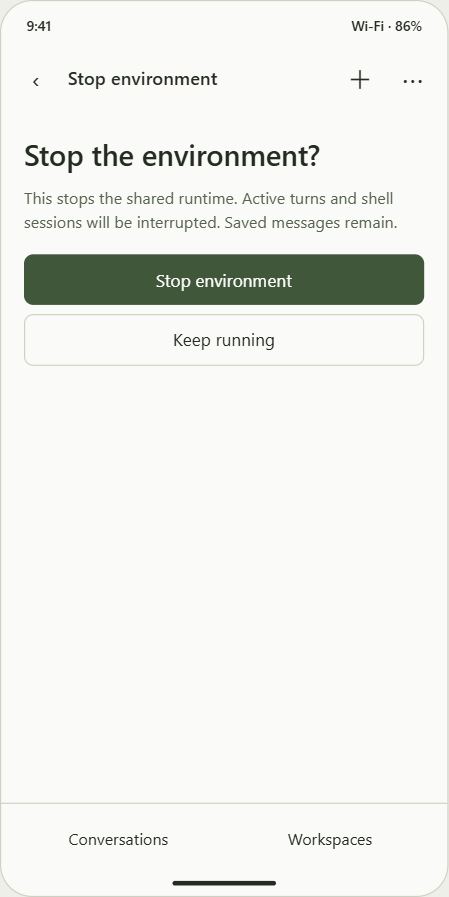 9:41
Wi-Fi · 86%
‹ Stop environment + ...
Stop the environment?
This stops the shared runtime. Active turns and shell
sessions will be interrupted. Saved messages remain.
Stop environment
Keep running
Conversations
Workspaces